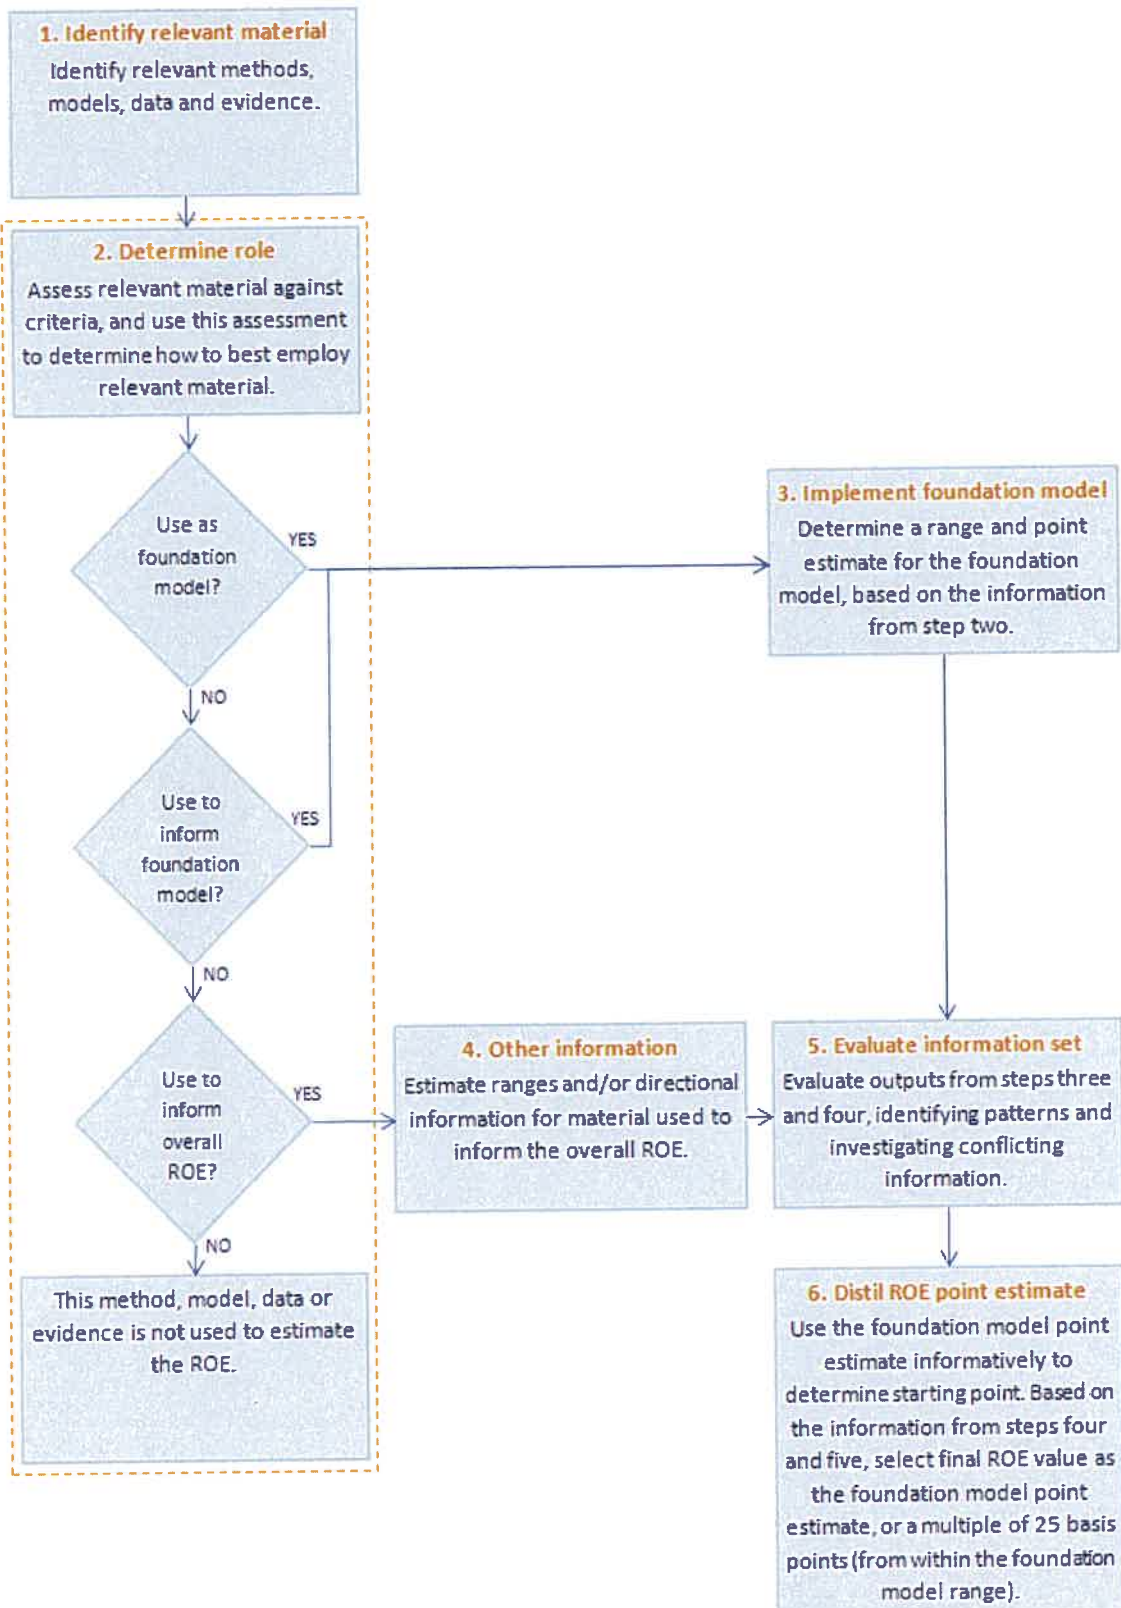 1. Identify relevant material
Identify relevant methods,
models, data and evidence.
2. Determine role
Assess relevant material against
criteria, and use this assessment
to determine how to best employ
relevant material.
Use as
foundation
model?
YES
NO
3. Implement foundation model
Determine a range and point
estimate for the foundation
model, based on the information
from step two.
Use to
inform
foundation
model?
YES
NO
Use to
inform
overall
ROE?
YES
NO
4. Other information
Estimate ranges and/or directional
information for material used to
inform the overall ROE.
5. Evaluate information set
Evaluate outputs from steps three
and four, identifying patterns and
investigating conflicting
information.
This method, model, data or
evidence is not used to estimate
the ROE.
6. Distil ROE point estimate
Use the foundation model point
estimate informatively to
determine starting point. Based on
the information from steps four
and five, select final ROE value as
the foundation model point
estimate, or a multiple of 25 basis
points (from within the foundation
model range).